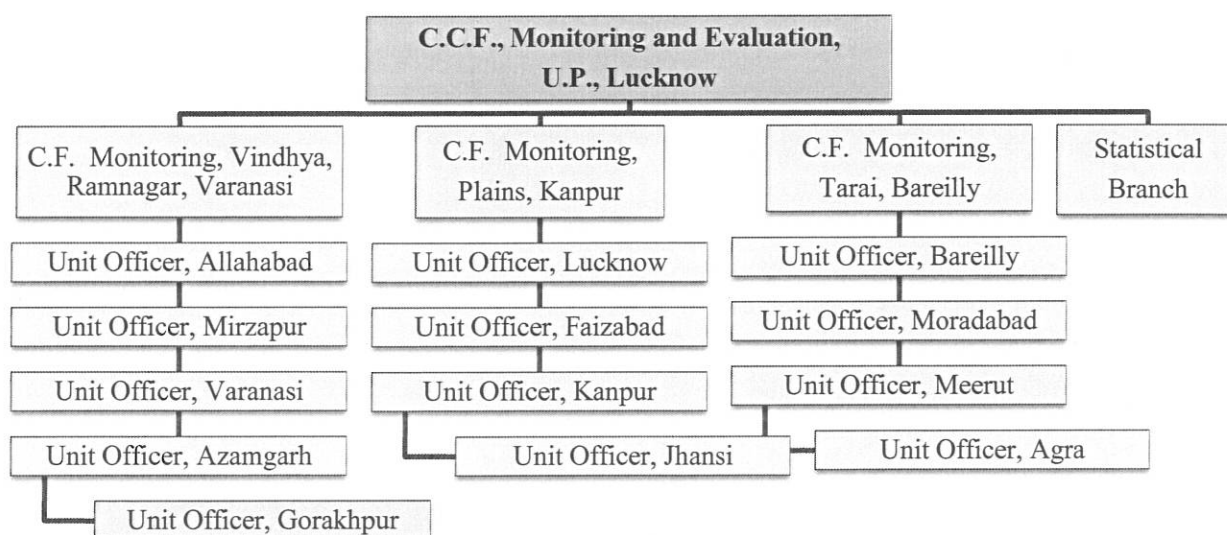 C.C.F., Monitoring and Evaluation,
U.P., Lucknow
C.F. Monitoring, Vindhya,
Ramnagar, Varanasi
Unit Officer, Allahabad
Unit Officer, Mirzapur
Unit Officer, Varanasi
Unit Officer, Azamgarh
Unit Officer, Gorakhpur
C.F. Monitoring,
Plains, Kanpur
Unit Officer, Lucknow
Unit Officer, Faizabad
Unit Officer, Kanpur
Unit Officer, Jhansi
C.F. Monitoring,
Tarai, Bareilly
Unit Officer, Bareilly
Unit Officer, Moradabad
Unit Officer, Meerut
Unit Officer, Agra
Statistical
Branch